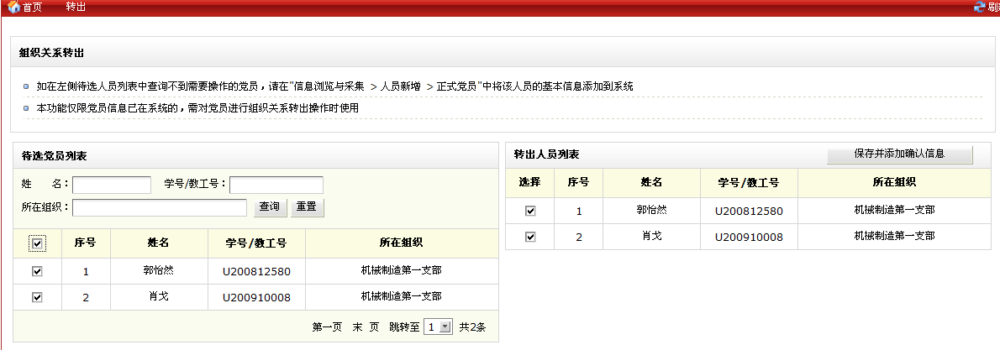 首页 转出 刷
组织关系转出
如在左侧待选人员列表中查询不到需要操作的党员，请在"信息浏览与采集 > 人员新增 > 正式党员"中将该人员的基本信息添加到系统
本功能仅限党员信息已在系统的，需对党员进行组织关系转出操作时使用
待选党员列表
姓 名：
学号/教工号：
所在组织：
查询 重置
序号 姓名 学号/教工号 所在组织
1 郭怡然 U200812580 机械制造第一支部
2 肖戈 U200910008 机械制造第一支部
第一页 末 页 跳转至 1 共2条
转出人员列表 保存并添加确认信息
选择 序号 姓名 学号/教工号 所在组织
1 郭怡然 U200812580 机械制造第一支部
2 肖戈 U200910008 机械制造第一支部